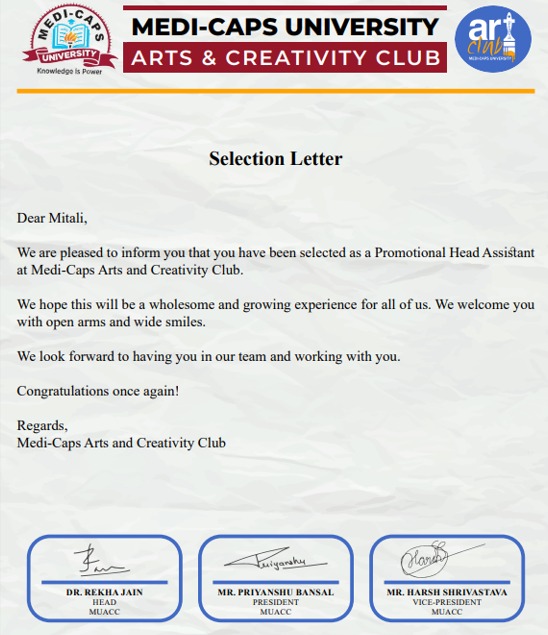 MEDI-CAPS
UNIVERSITY
Knowledge Is Power
MEDI-CAPS UNIVERSITY
ARTS & CREATIVITY CLUB
art
club
MEDI-CAPS UNIVERSITY
Selection Letter
Dear Mitali,
We are pleased to inform you that you have been selected as a Promotional Head Assistant
at Medi-Caps Arts and Creativity Club.
We hope this will be a wholesome and growing experience for all of us. We welcome you
with open arms and wide smiles.
We look forward to having you in our team and working with you.
Congratulations once again!
Regards,
Medi-Caps Arts and Creativity Club
Priyanshu
DR. REKHA JAIN
HEAD
MUACC
MR. PRIYANSHU BANSAL
PRESIDENT
MUACC
MR. HARSH SHRIVASTAVA
VICE-PRESIDENT
MUACC